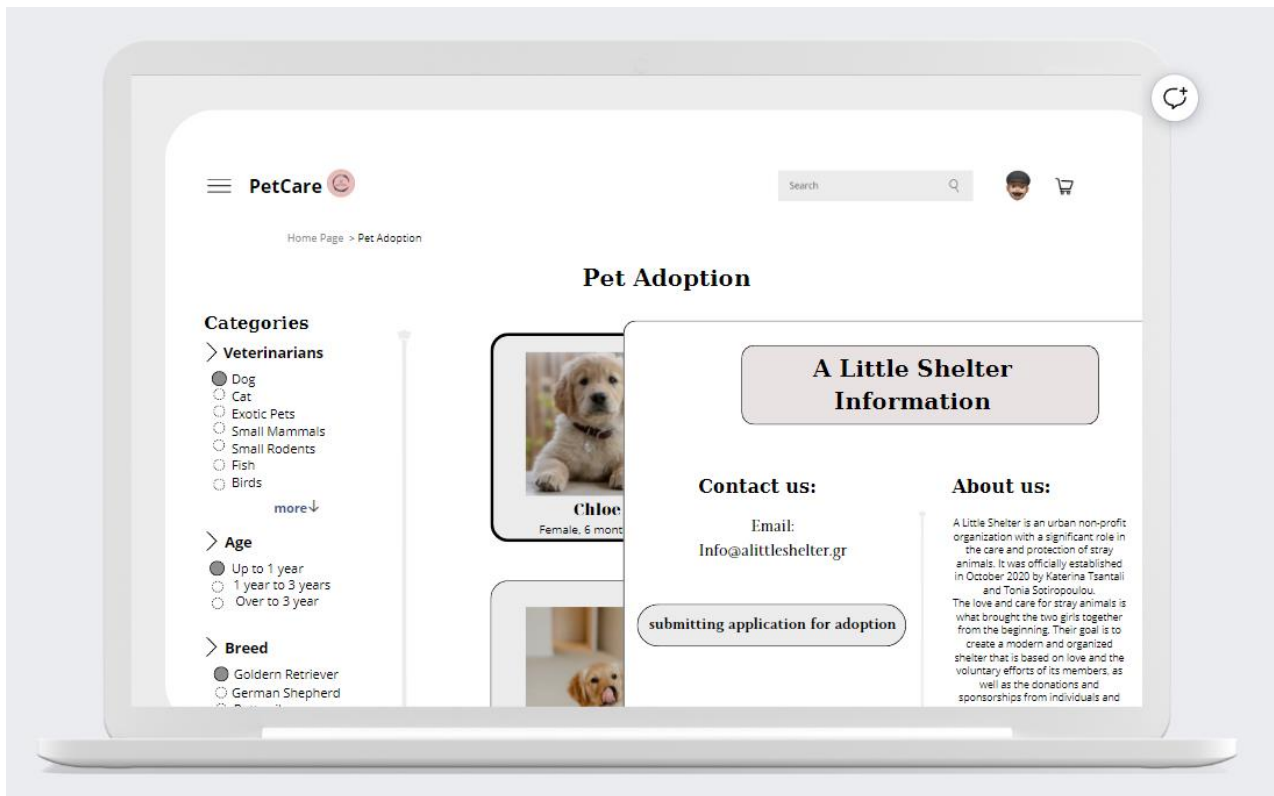 PetCare
Search
Home Page > Pet Adoption
Pet Adoption
Categories
Veterinarians
Dog
Cat
Exotic Pets
Small Mammals
Small Rodents
Fish
Birds
more↓
Age
Up to 1 year
1 year to 3 years
Over to 3 year
Breed
Goldern Retriever
German Shepherd
Chloe
Female, 6 mont
A Little Shelter
Information
Contact us:
Email:
Info@alittleshelter.gr
submitting application for adoption
About us:
A Little Shelter is an urban non-profit
organization with a significant role in
the care and protection of stray
animals. It was officially established
in October 2020 by Katerina Tsantali
and Tonia Sotiropoulou.
The love and care for stray animals is
what brought the two girls together
from the beginning. Their goal is to
create a modern and organized
shelter that is based on love and the
voluntary efforts of its members, as
well as the donations and
sponsorships from individuals and